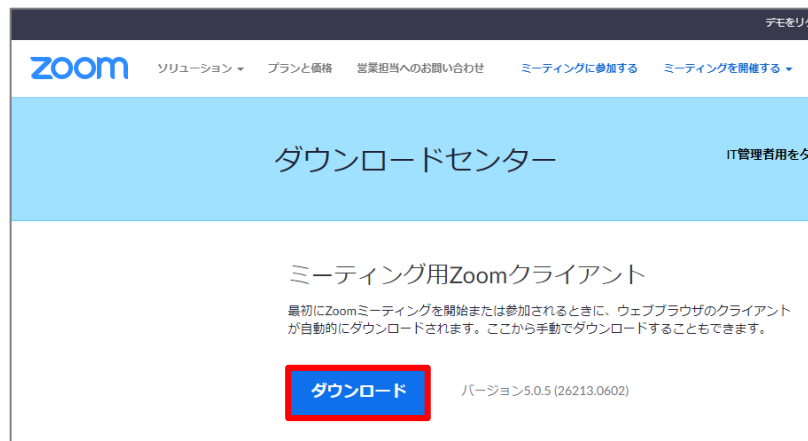 デモをリク
zoom ソリューション プランと価格 営業担当へのお問い合わせ ミーティングに参加する ミーティングを開催する
ダウンロードセンター
IT管理者用をダ
ミーティング用Zoomクライアント
最初にZoomミーティングを開始または参加されるときに、ウェブブラウザのクライアント
が自動的にダウンロードされます。ここから手動でダウンロードすることもできます。
ダウンロード バージョン5.0.5 (26213.0602)